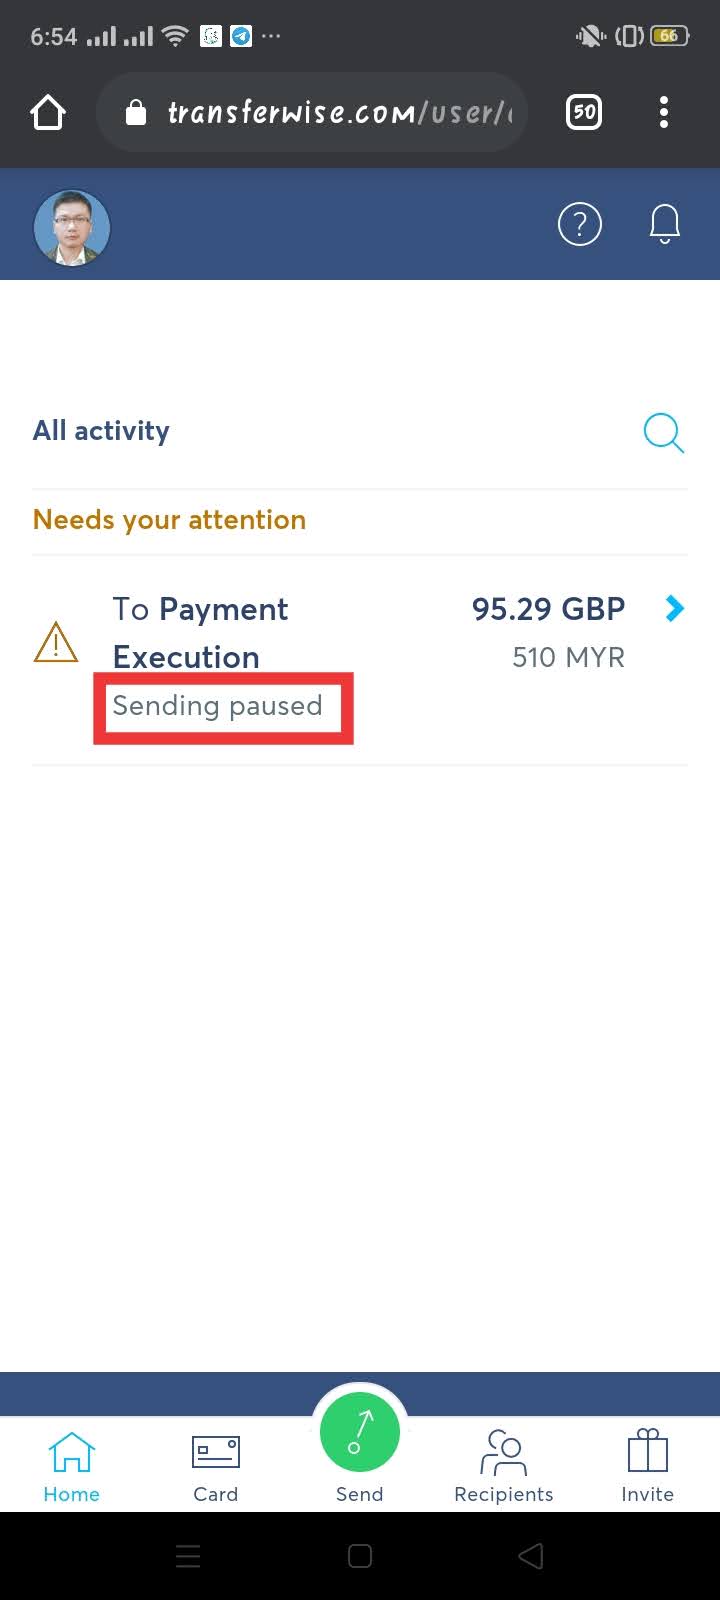 6:54
66
transferwise.com/user/
50
?
All activity
Needs your attention
To Payment 95.29 GBP
Execution 510 MYR
Sending paused
Home Card Send Recipients Invite